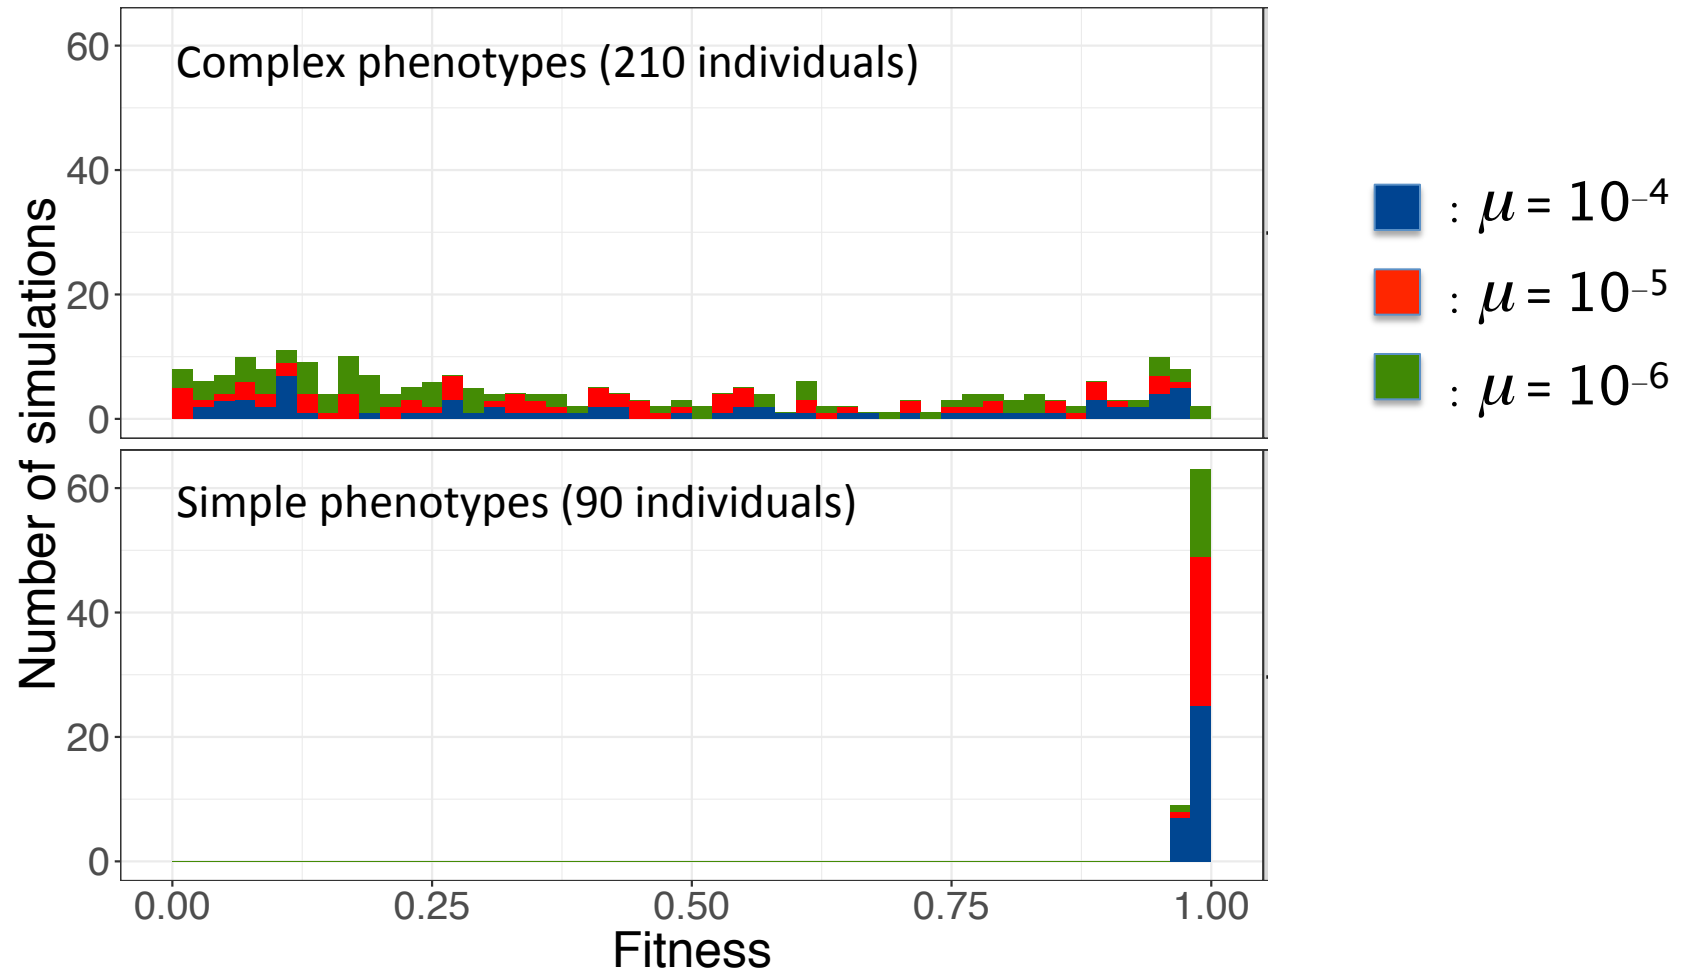 Number of simulations
60
40
20
0
Complex phenotypes (210 individuals)
60
40
20
0
Simple phenotypes (90 individuals)
0.00 0.25 0.50 0.75 1.00
Fitness
: μ = 10⁻⁴
: μ = 10⁻⁵
: μ = 10⁻⁶